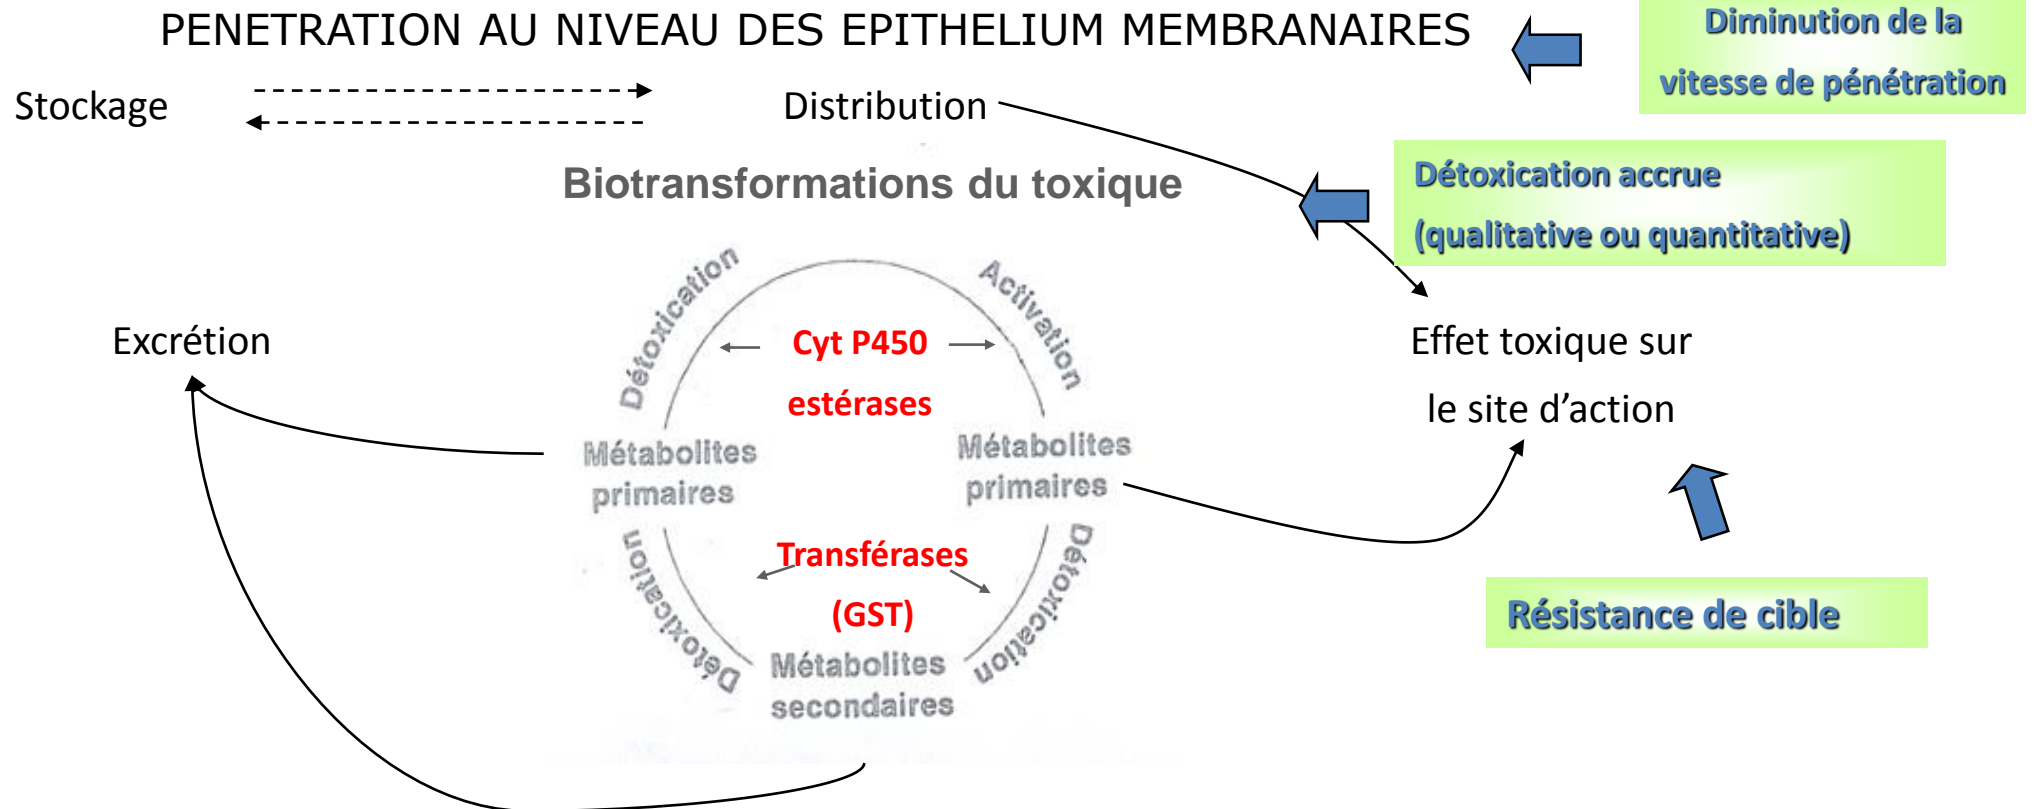 PENETRATION AU NIVEAU DES EPITHELIUM MEMBRANAIRES
Diminution de la
vitesse de pénétration
Stockage
Distribution
Biotransformations du toxique
Détoxication accrue
(qualitative ou quantitative)
Détoxication
Activation
Excrétion
Cyt P450
estérases
Effet toxique sur
le site d’action
Métabolites
primaires
Métabolites
primaires
Détoxication
Transférases
(GST)
Détoxication
Métabolites
secondaires
Résistance de cible